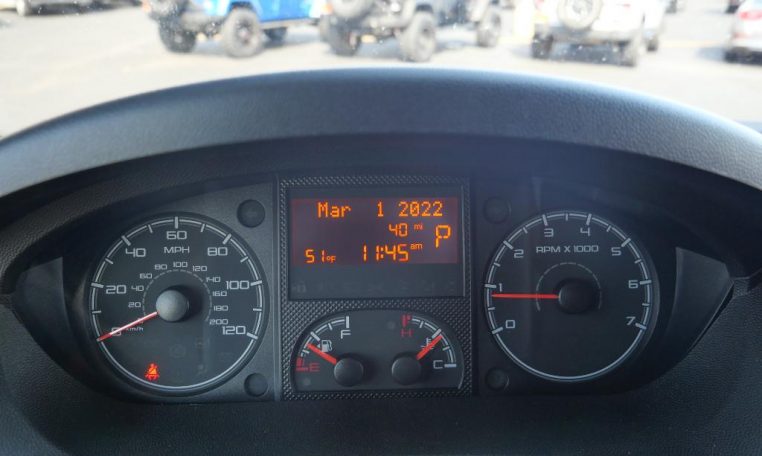 Mar 1 2022
40 mi
P
51°F 11:45 am
60
40 80
MPH
20 100
80 100 120
60 140
40 160
20 180
200
0 km/h 120
3 4
2 5
RPM X 1000
1 6
0 7
F H
E C